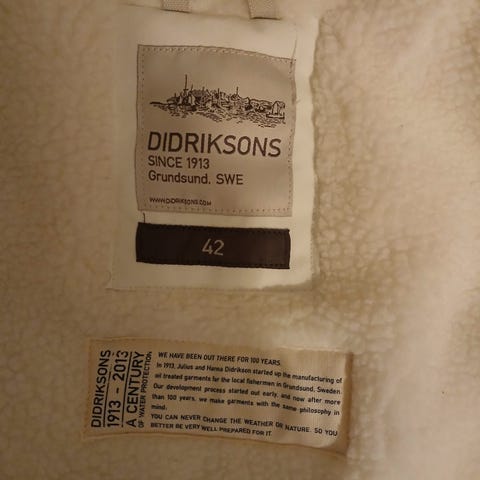 DIDRIKSONS
SINCE 1913
Grundsund. SWE
WWW.DIDRIKSONS.COM
42
DIDRIKSONS
1913 - 2013
A CENTURY
OF WATER PROTECTION
WE HAVE BEEN OUT THERE FOR 100 YEARS.
In 1913, Julius and Hanna Didrikson started up the manufacturing of
oil treated garments for the local fishermen in Grundsund, Sweden.
Our development process started out early, and now after more
than 100 years, we make garments with the same philosophy in
mind.
YOU CAN NEVER CHANGE THE WEATHER OR NATURE. SO YOU
BETTER BE VERY WELL PREPARED FOR IT.